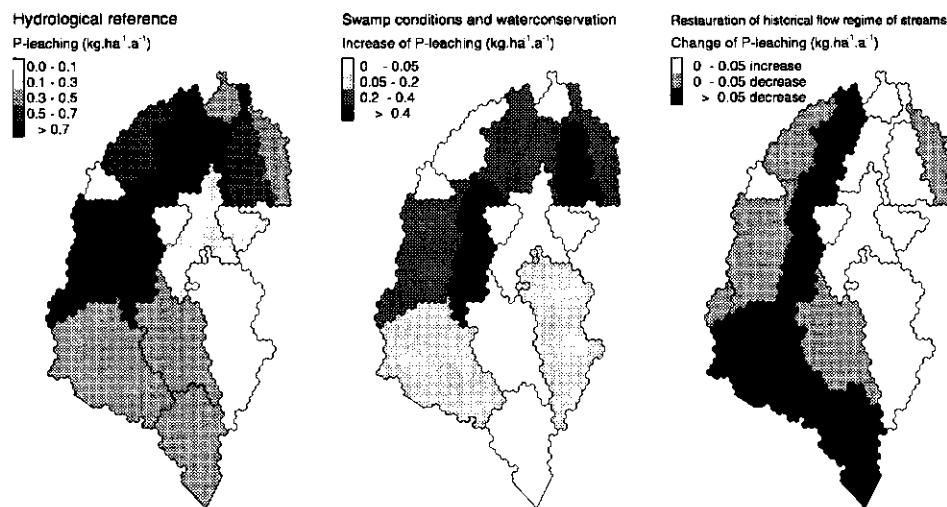 Hydrological reference
P-leaching (kg.ha⁻¹.a⁻¹)
0.0 - 0.1
0.1 - 0.3
0.3 - 0.5
0.5 - 0.7
> 0.7
Swamp conditions and waterconservation
Increase of P-leaching (kg.ha⁻¹.a⁻¹)
0 - 0.05
0.05 - 0.2
0.2 - 0.4
> 0.4
Restauration of historical flow regime of streams
Change of P-leaching (kg.ha⁻¹.a⁻¹)
0 - 0.05 increase
0 - 0.05 decrease
> 0.05 decrease